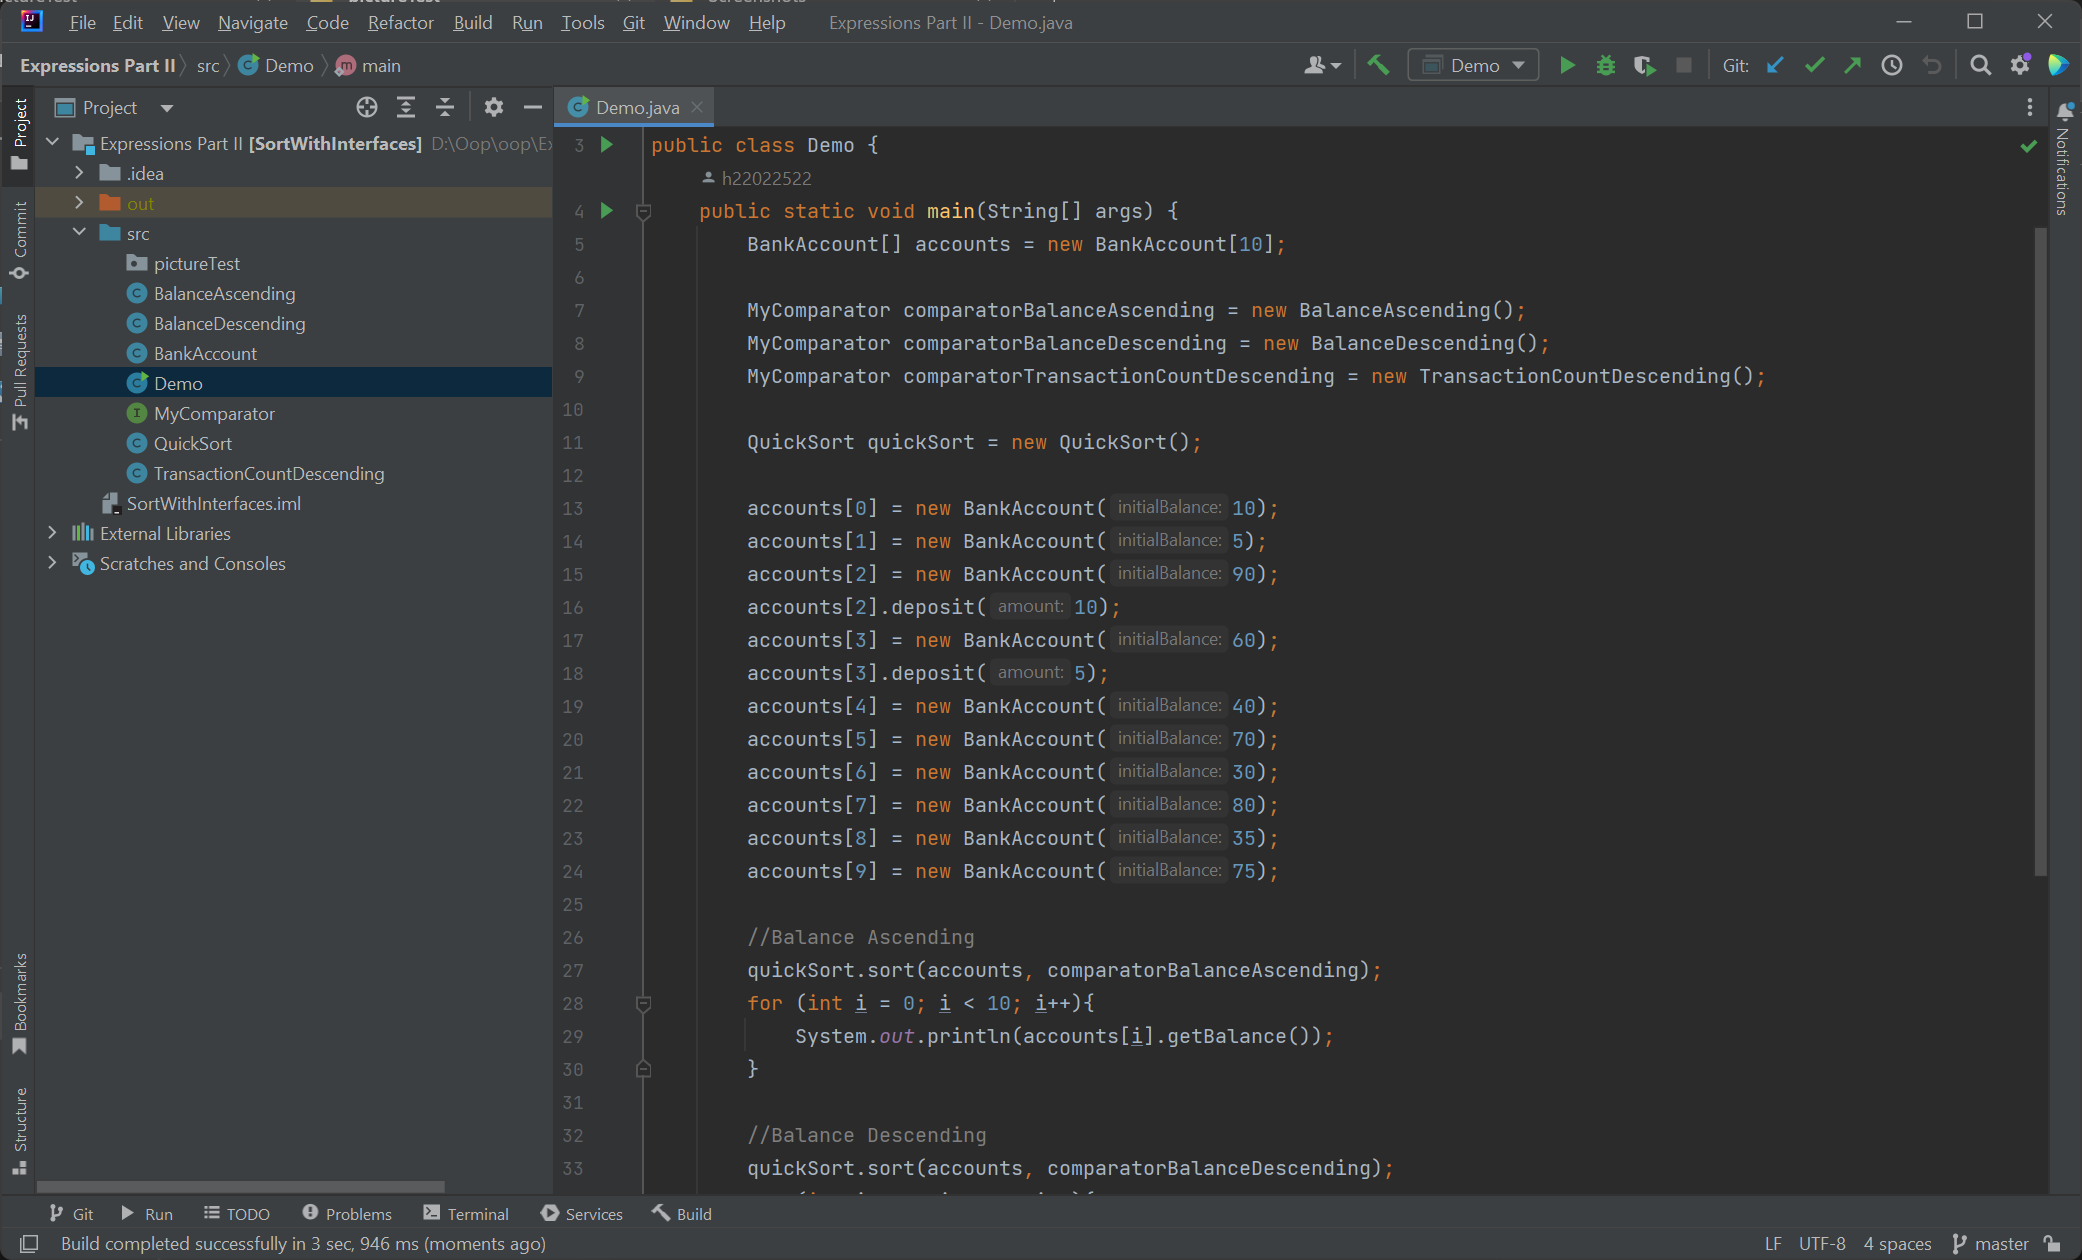 File Edit View Navigate Code Refactor Build Run Tools Git Window Help Expressions Part II - Demo.java
Expressions Part II src Demo main
Demo Git:
Project
Demo.java
Project
Commit
Pull Requests
Bookmarks
Structure
Notifications
Expressions Part II [SortWithInterfaces] D:\Oop\oop\Ex
.idea
out
src
pictureTest
BalanceAscending
BalanceDescending
BankAccount
Demo
MyComparator
QuickSort
TransactionCountDescending
SortWithInterfaces.iml
External Libraries
Scratches and Consoles
3 public class Demo {
h22022522
4 public static void main(String[] args) {
5 BankAccount[] accounts = new BankAccount[10];
6
7 MyComparator comparatorBalanceAscending = new BalanceAscending();
8 MyComparator comparatorBalanceDescending = new BalanceDescending();
9 MyComparator comparatorTransactionCountDescending = new TransactionCountDescending();
10
11 QuickSort quickSort = new QuickSort();
12
13 accounts[0] = new BankAccount( initialBalance: 10);
14 accounts[1] = new BankAccount( initialBalance: 5);
15 accounts[2] = new BankAccount( initialBalance: 90);
16 accounts[2].deposit( amount: 10);
17 accounts[3] = new BankAccount( initialBalance: 60);
18 accounts[3].deposit( amount: 5);
19 accounts[4] = new BankAccount( initialBalance: 40);
20 accounts[5] = new BankAccount( initialBalance: 70);
21 accounts[6] = new BankAccount( initialBalance: 30);
22 accounts[7] = new BankAccount( initialBalance: 80);
23 accounts[8] = new BankAccount( initialBalance: 35);
24 accounts[9] = new BankAccount( initialBalance: 75);
25
26 //Balance Ascending
27 quickSort.sort(accounts, comparatorBalanceAscending);
28 for (int i = 0; i < 10; i++){
29 System.out.println(accounts[i].getBalance());
30 }
31
32 //Balance Descending
33 quickSort.sort(accounts, comparatorBalanceDescending);
Git Run TODO Problems Terminal Services Build
Build completed successfully in 3 sec, 946 ms (moments ago) LF UTF-8 4 spaces master